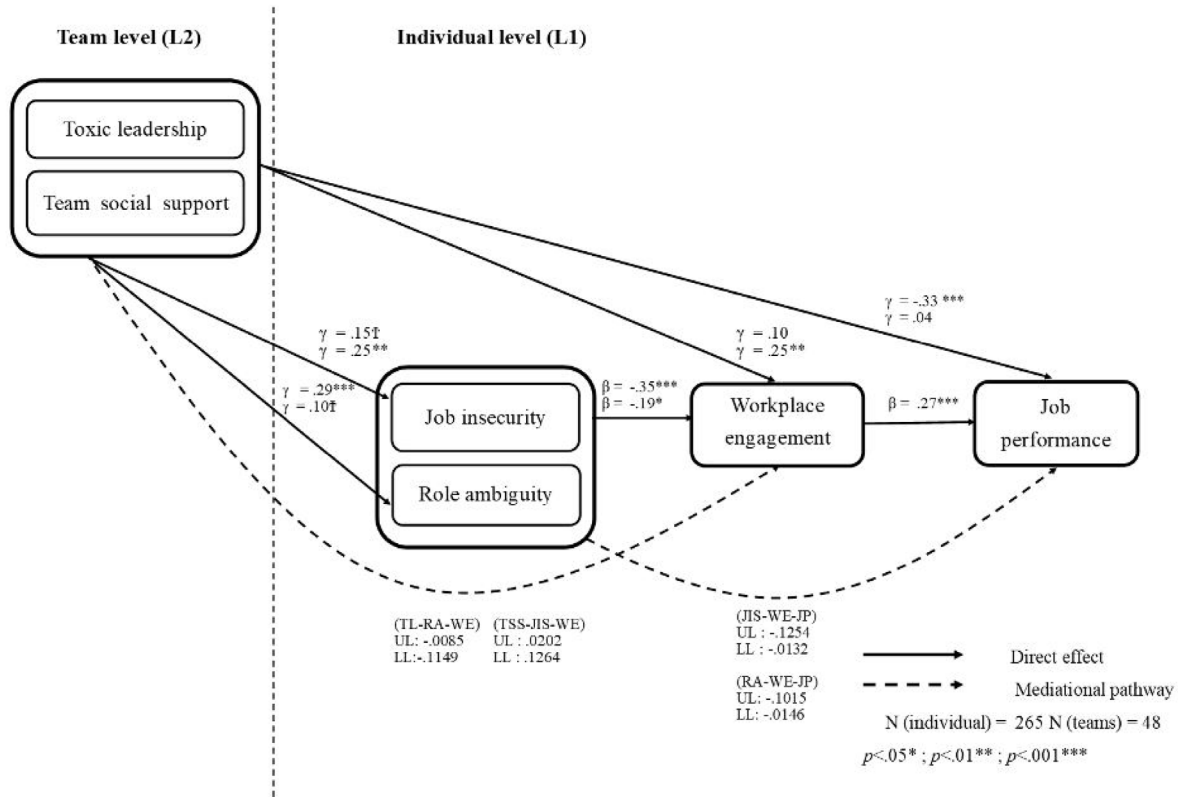 Team level (L2)
Individual level (L1)
Toxic leadership
Team social support
γ = -.33 ***
γ = .04
γ = .10
γ = .25**
γ = .15Ϯ
γ = .25**
γ = .29***
γ = .10Ϯ
β = -.35***
β = -.19*
β = .27***
Job insecurity
Role ambiguity
Workplace
engagement
Job
performance
(TL-RA-WE)
UL: -.0085
LL:-.1149
(TSS-JIS-WE)
UL : .0202
LL : .1264
(JIS-WE-JP)
UL : -.1254
LL : -.0132
(RA-WE-JP)
UL: -.1015
LL: -.0146
Direct effect
Mediational pathway
N (individual) = 265 N (teams) = 48
p<.05* ; p<.01** ; p<.001***